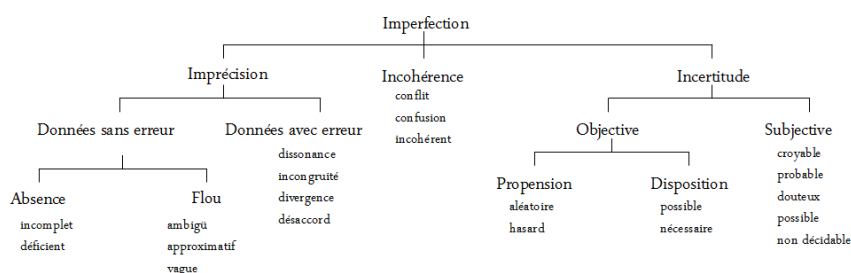 Imperfection
Imprécision
Incohérence
conflit
confusion
incohérent
Incertitude
Données sans erreur
Données avec erreur
dissonance
incongruité
divergence
désaccord
Objective
Subjective
croyable
probable
douteux
possible
non décidable
Absence
incomplet
déficient
Flou
ambigü
approximatif
vague
Propension
aléatoire
hasard
Disposition
possible
nécessaire